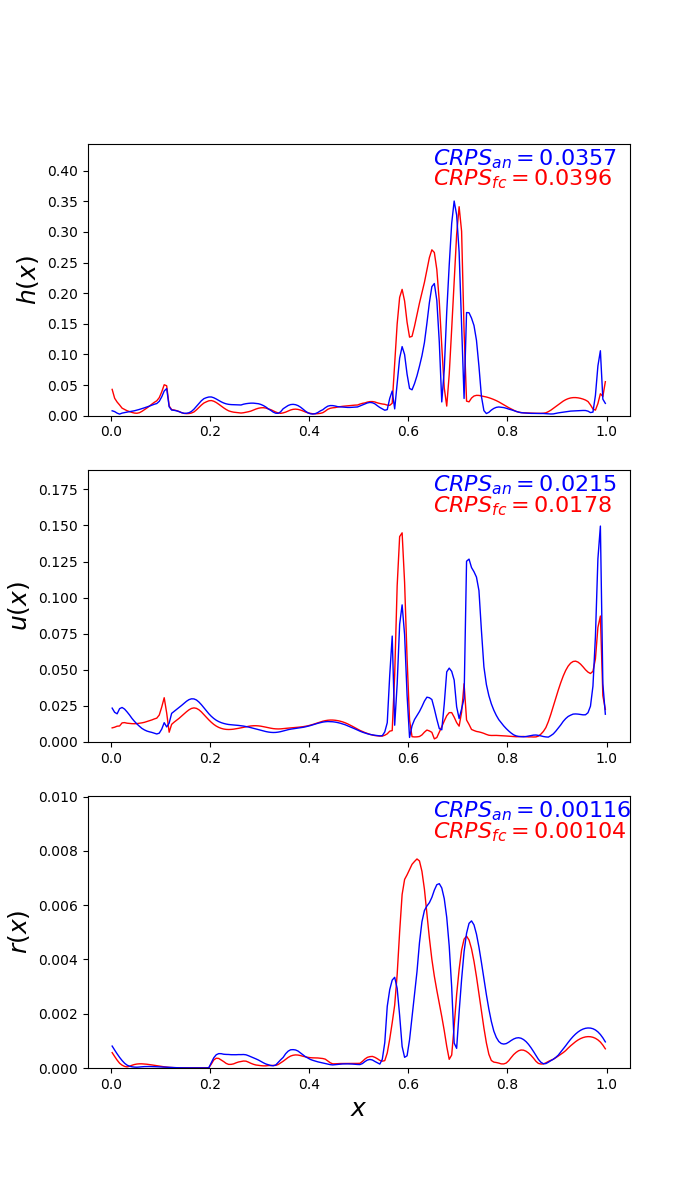 CRPS_an = 0.0357
CRPS_fc = 0.0396
0.40
0.35
0.30
0.25
0.20
0.15
0.10
0.05
0.00
h(x)
0.0 0.2 0.4 0.6 0.8 1.0
CRPS_an = 0.0215
CRPS_fc = 0.0178
0.175
0.150
0.125
0.100
0.075
0.050
0.025
0.000
u(x)
0.0 0.2 0.4 0.6 0.8 1.0
CRPS_an = 0.00116
CRPS_fc = 0.00104
0.010
0.008
0.006
0.004
0.002
0.000
r(x)
0.0 0.2 0.4 0.6 0.8 1.0
x